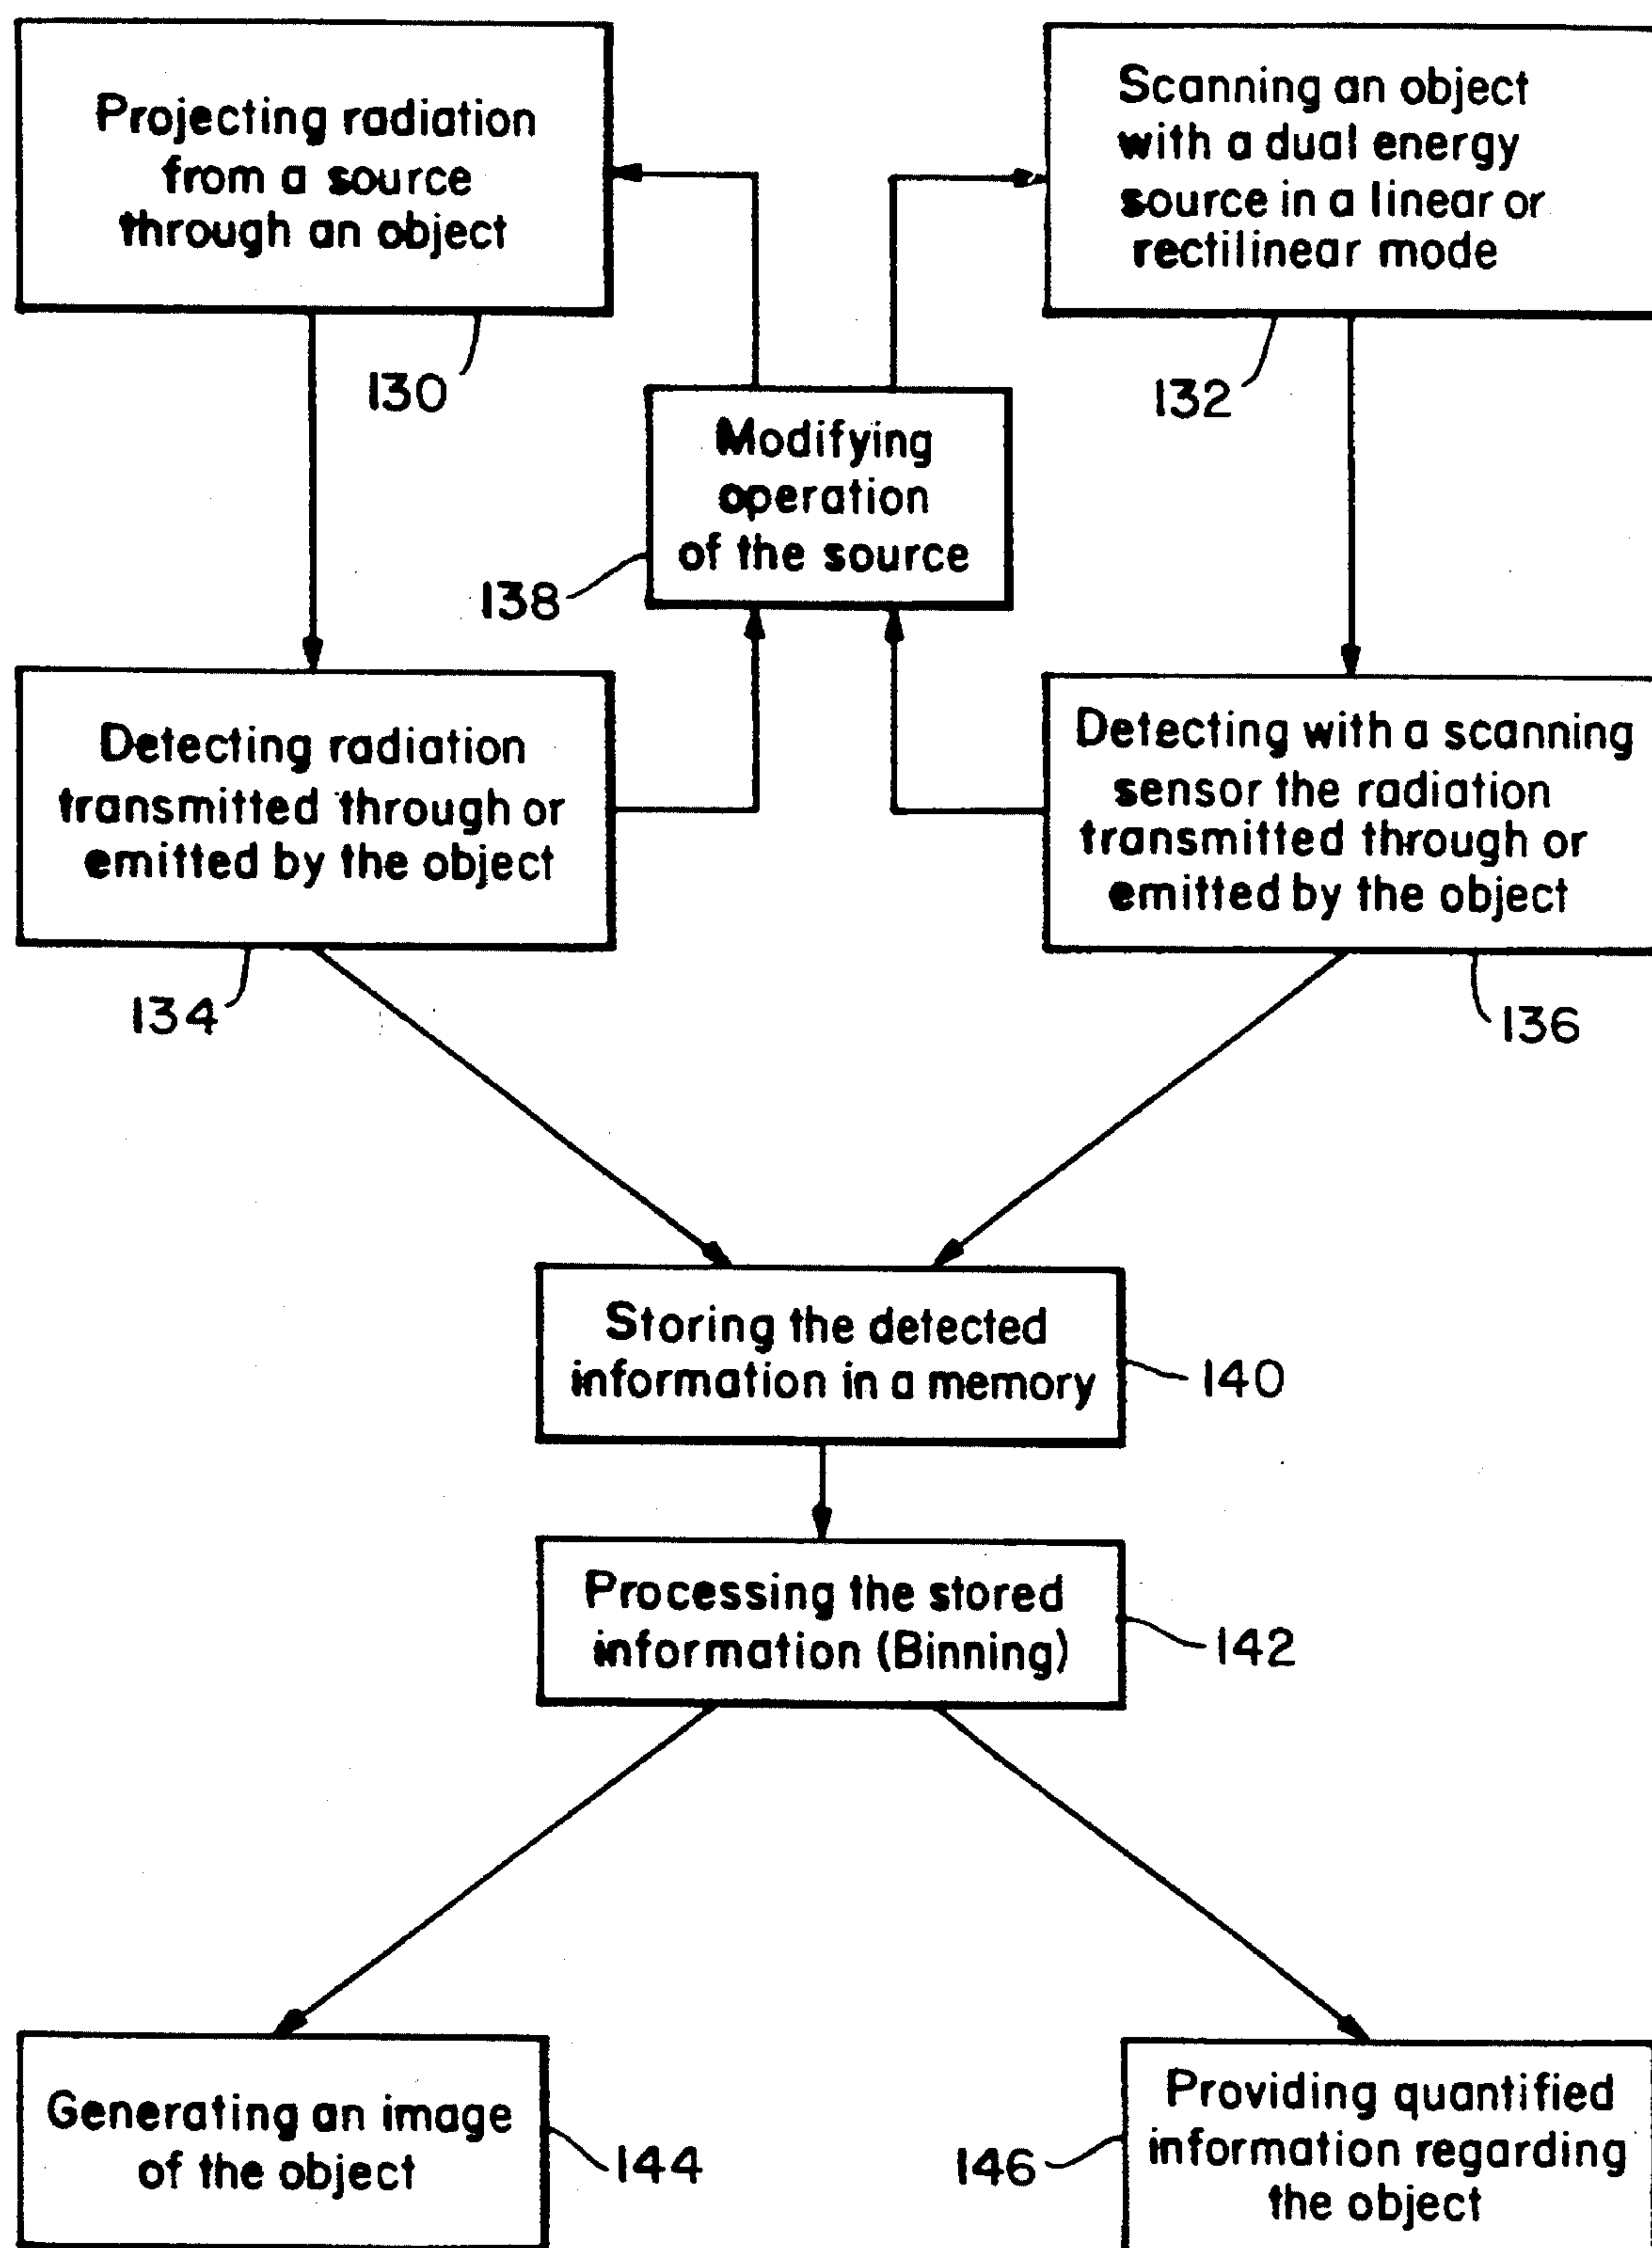 Projecting radiation
from a source
through an object
130
Scanning an object
with a dual energy
source in a linear or
rectilinear mode
132
Modifying
operation
of the source
138
Detecting radiation
transmitted through or
emitted by the object
134
Detecting with a scanning
sensor the radiation
transmitted through or
emitted by the object
136
Storing the detected
information in a memory
140
Processing the stored
information (Binning)
142
Generating an image
of the object
144
Providing quantified
information regarding
the object
146